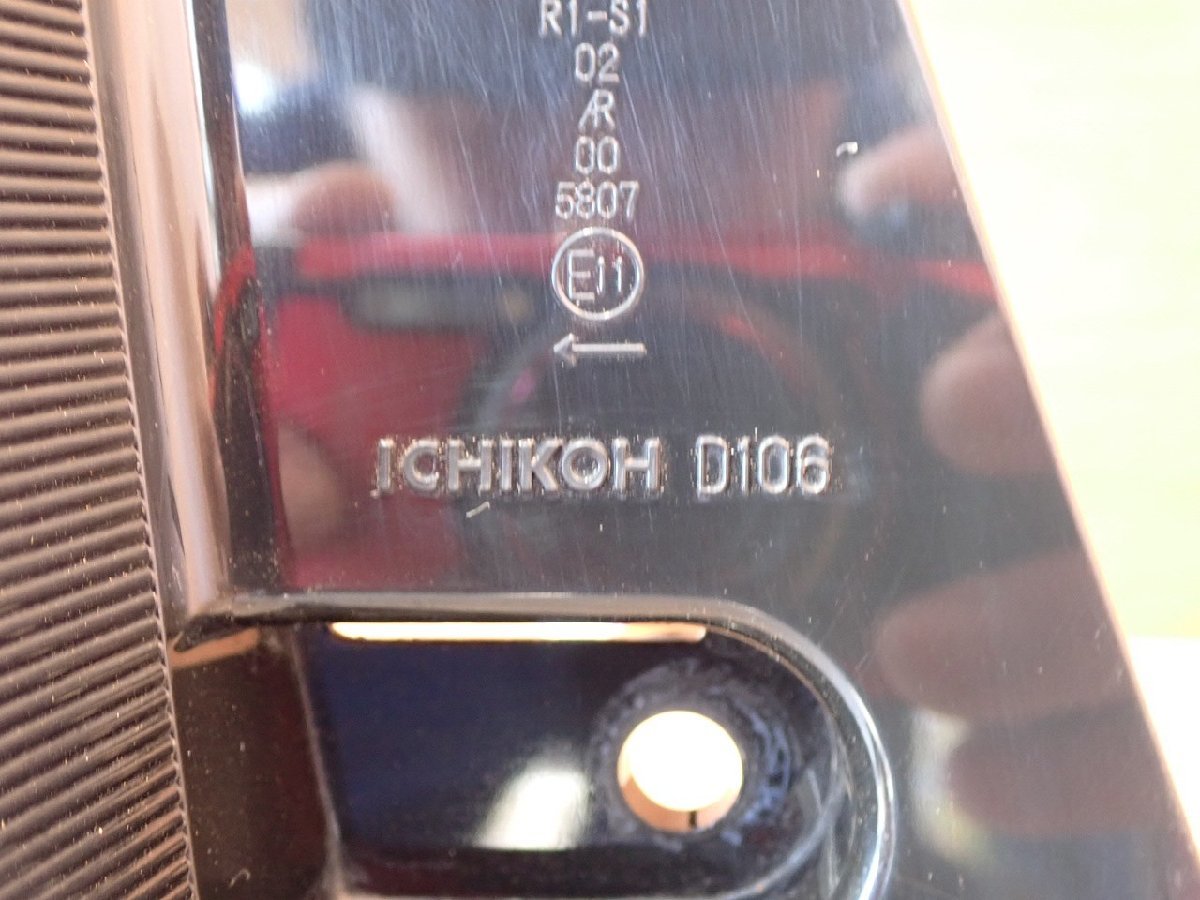 R1-S1
02
AR
00
5807
E11
←
ICHIKOH D106